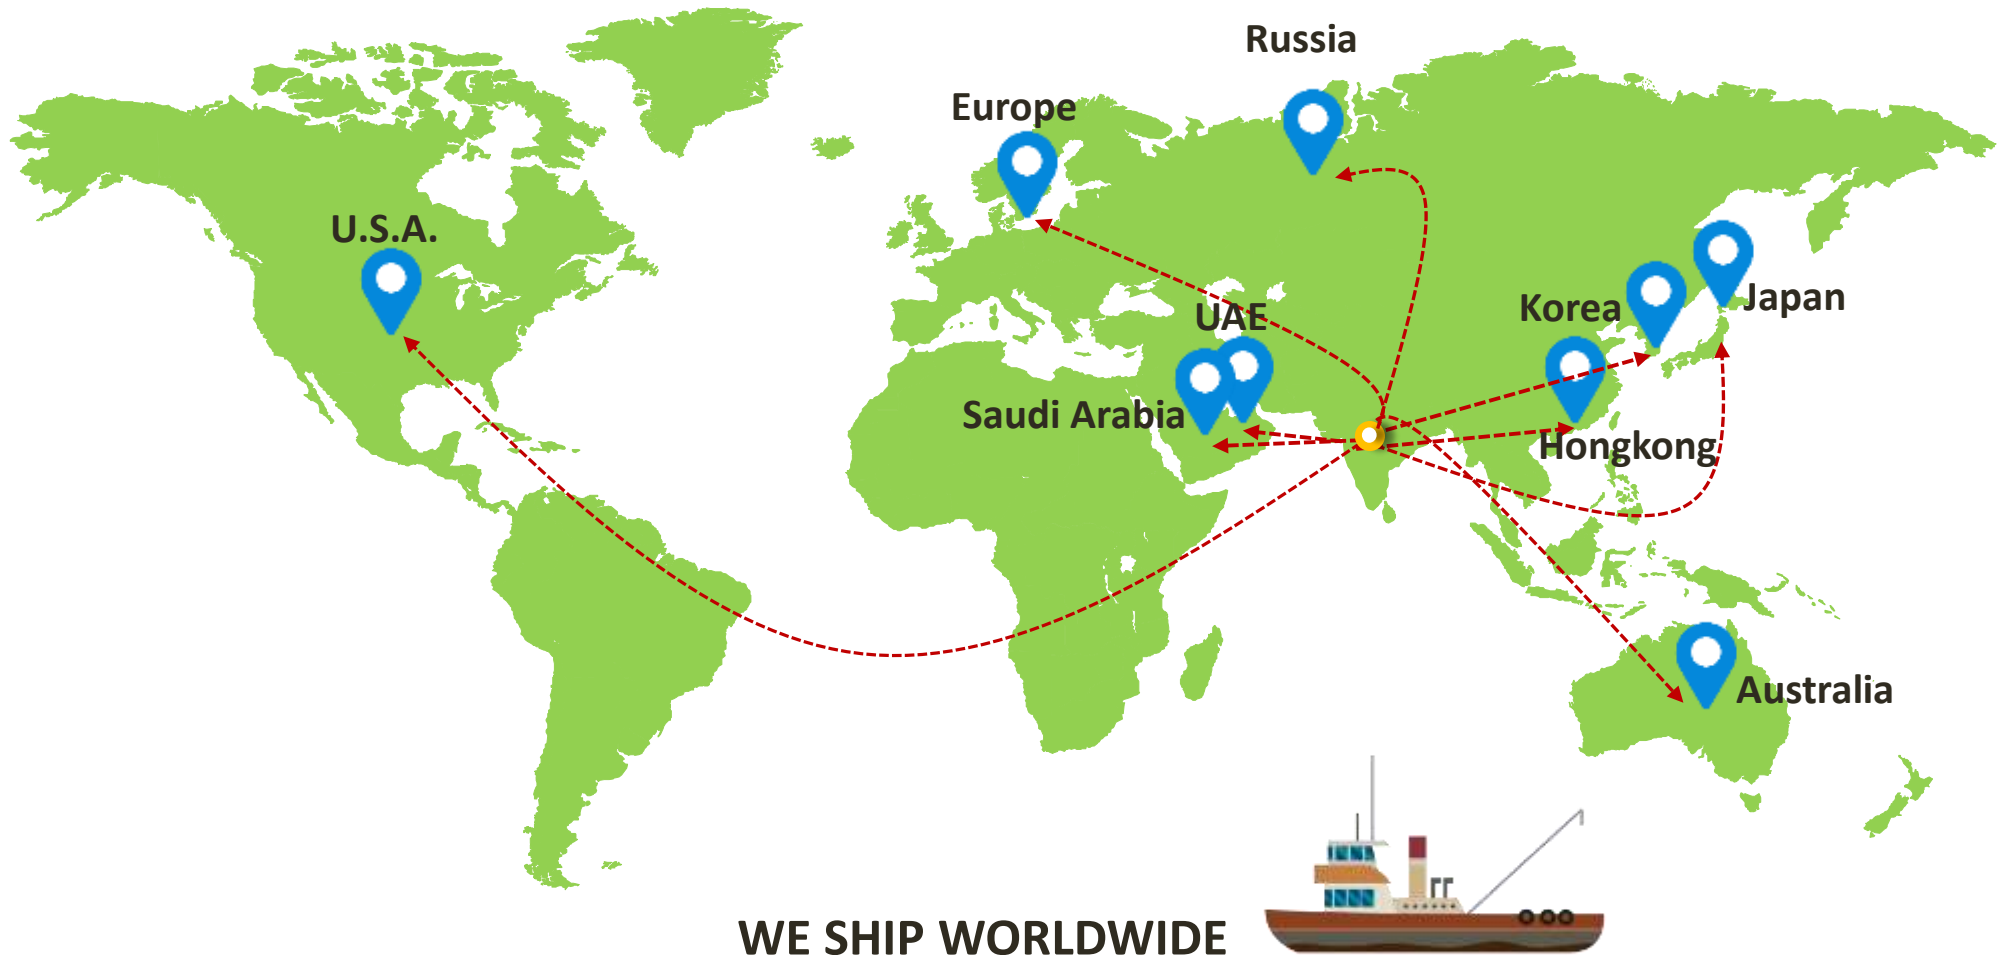 Russia
Europe
U.S.A.
Japan
Korea
UAE
Saudi Arabia
Hongkong
Australia
WE SHIP WORLDWIDE